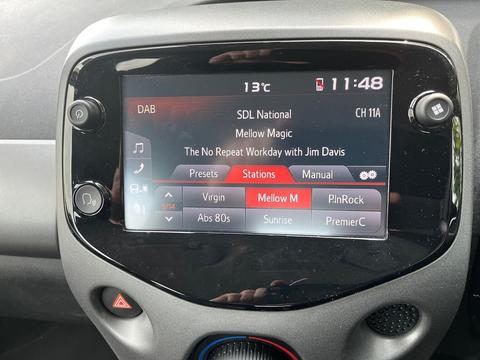 13°C 11:48
DAB SDL National CH 11A
Mellow Magic
The No Repeat Workday with Jim Davis
Presets Stations Manual
Virgin Mellow M P.lnRock
Abs 80s Sunrise PremierC